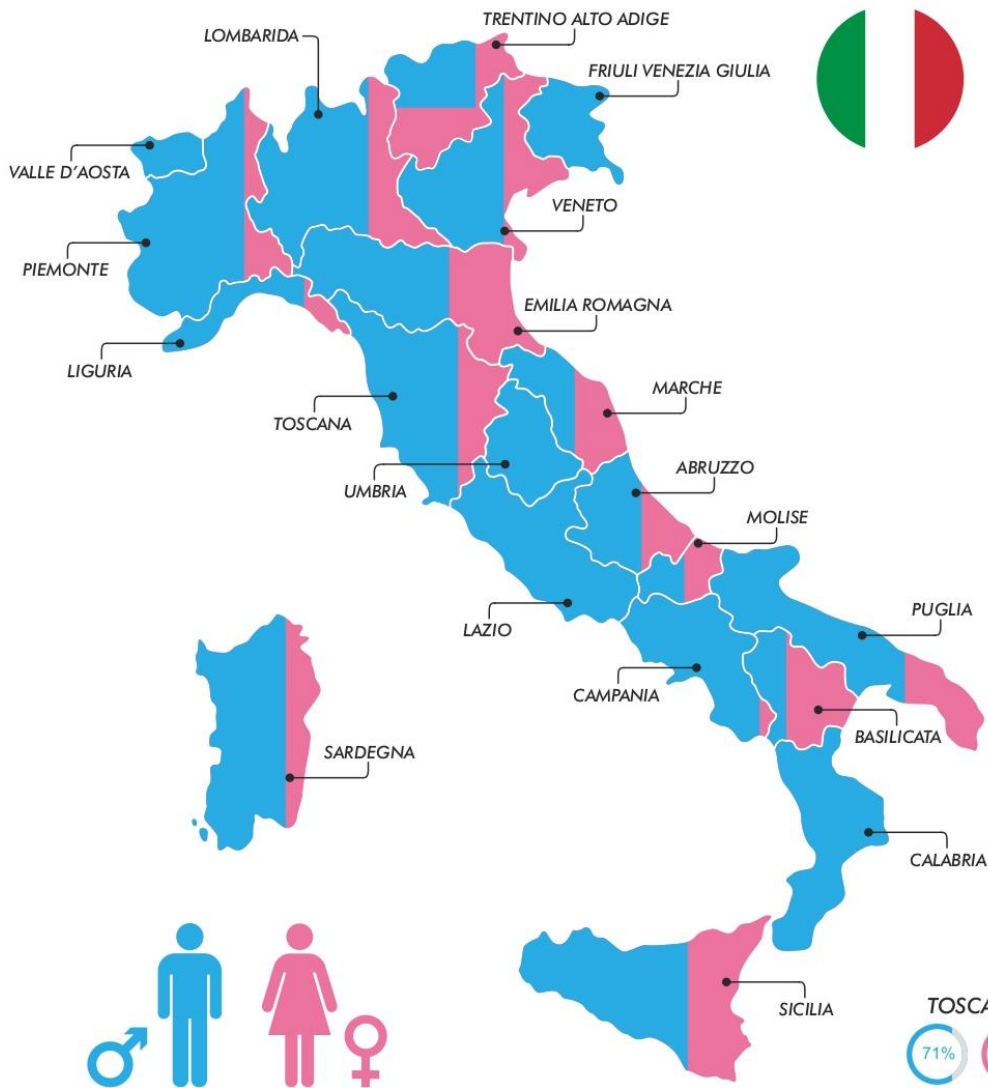 TRENTINO ALTO ADIGE
LOMBARIDA
FRIULI VENEZIA GIULIA
VALLE D'AOSTA
VENETO
PIEMONTE
EMILIA ROMAGNA
LIGURIA
MARCHE
TOSCANA
ABRUZZO
UMBRIA
MOLISE
PUGLIA
LAZIO
CAMPANIA
BASILICATA
SARDEGNA
CALABRIA
SICILIA
TOSCA
71%